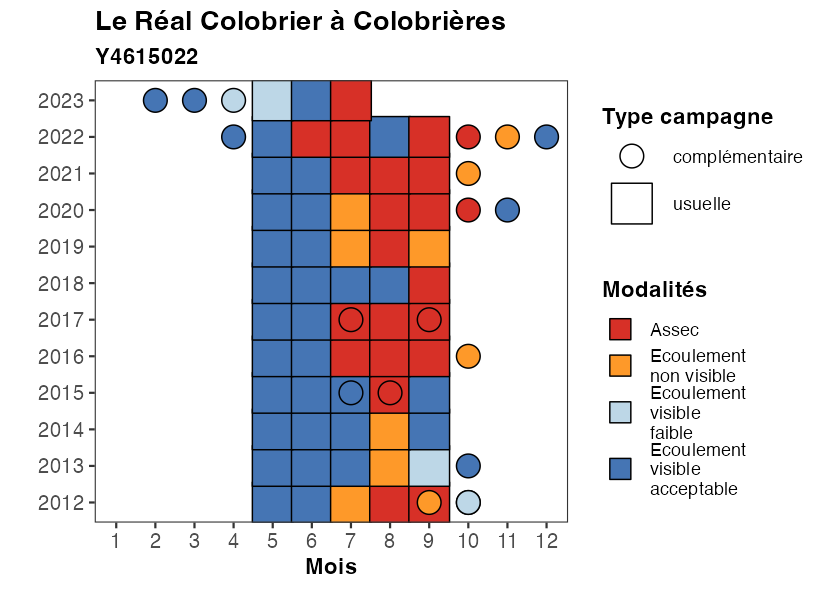 Le Réal Colobrier à Colobrières
Y4615022
2023
2022
2021
2020
2019
2018
2017
2016
2015
2014
2013
2012
1 2 3 4 5 6 7 8 9 10 11 12
Mois
Type campagne
complémentaire
usuelle
Modalités
Assec
Ecoulement
non visible
Ecoulement
visible
faible
Ecoulement
visible
acceptable